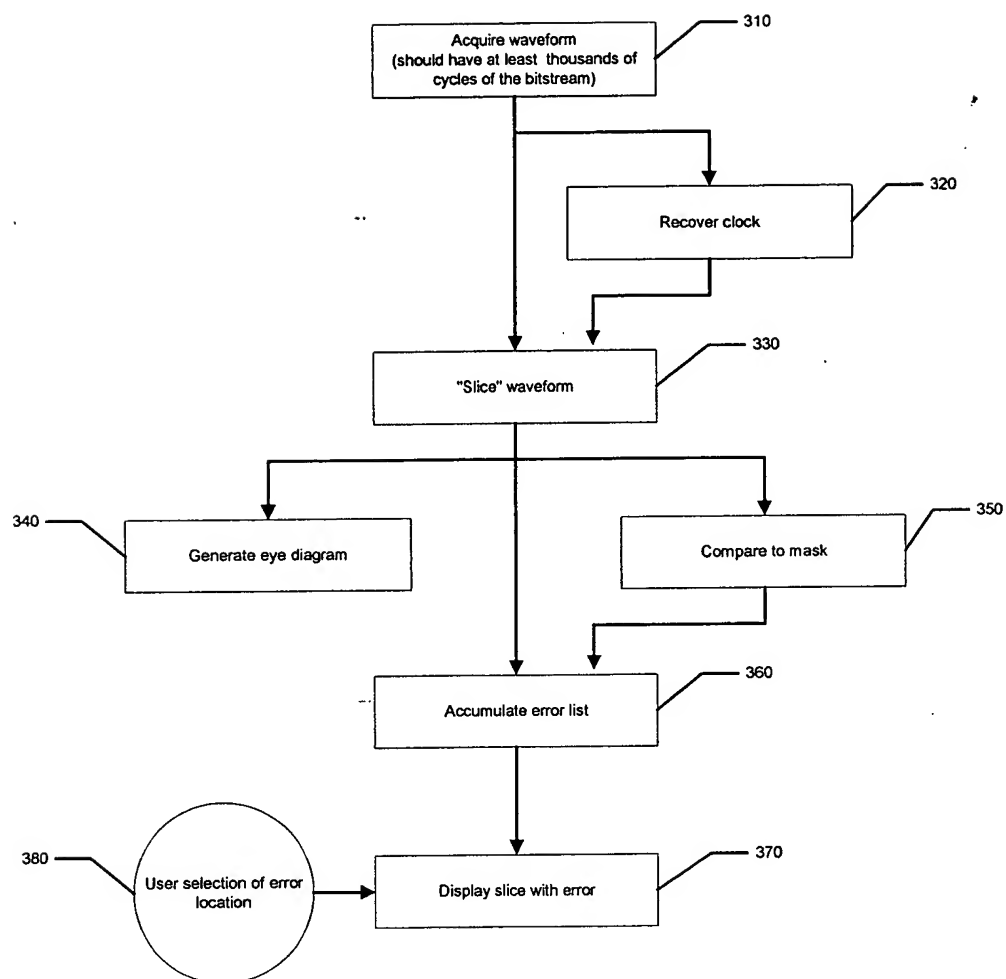 Acquire waveform
(should have at least thousands of
cycles of the bitstream)
310
320
Recover clock
330
"Slice" waveform
340
Generate eye diagram
350
Compare to mask
360
Accumulate error list
380
User selection of error
location
370
Display slice with error